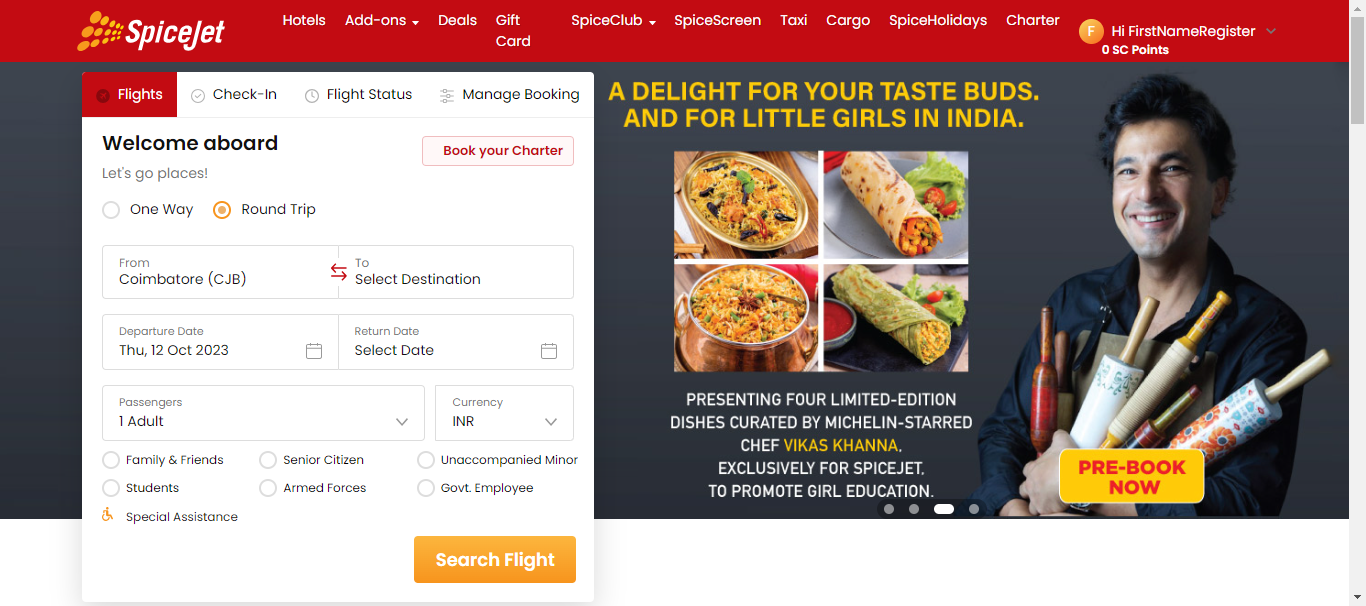 SpiceJet
Hotels
Add-ons
Deals
Gift
Card
SpiceClub
SpiceScreen
Taxi
Cargo
SpiceHolidays
Charter
F
Hi FirstNameRegister
0 SC Points
Flights
Check-In
Flight Status
Manage Booking
Welcome aboard
Book your Charter
Let's go places!
One Way
Round Trip
From
Coimbatore (CJB)
To
Select Destination
Departure Date
Thu, 12 Oct 2023
Return Date
Select Date
Passengers
1 Adult
Currency
INR
Family & Friends
Senior Citizen
Unaccompanied Minor
Students
Armed Forces
Govt. Employee
Special Assistance
Search Flight
A DELIGHT FOR YOUR TASTE BUDS.
AND FOR LITTLE GIRLS IN INDIA.
PRESENTING FOUR LIMITED-EDITION
DISHES CURATED BY MICHELIN-STARRED
CHEF VIKAS KHANNA,
EXCLUSIVELY FOR SPICEJET,
TO PROMOTE GIRL EDUCATION.
PRE-BOOK
NOW